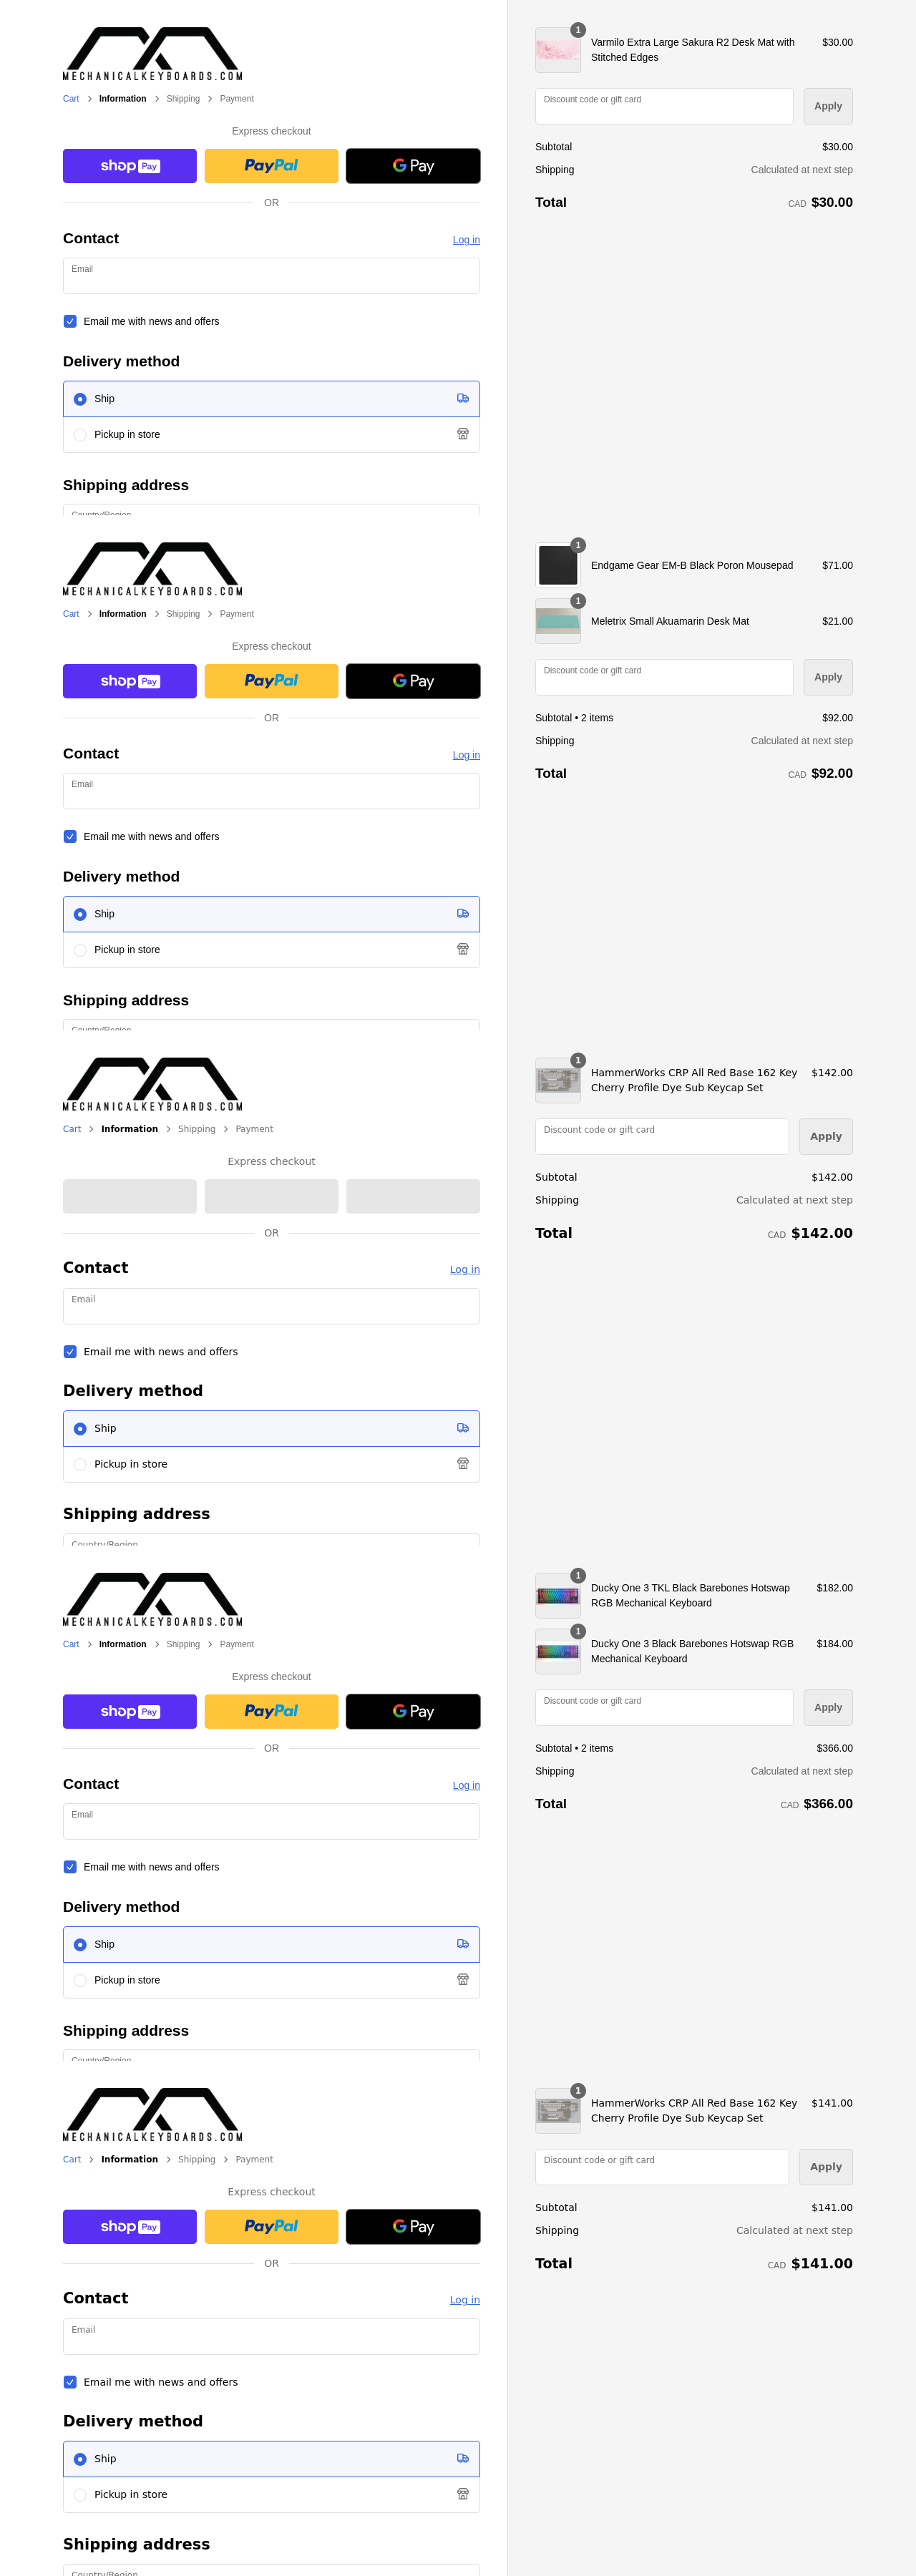 MECHANICALKEYBOARDS.COM
Cart > Information > Shipping > Payment
Express checkout
shop Pay PayPal G Pay
OR
Contact Log in
Email
Email me with news and offers
Delivery method
Ship
Pickup in store
Shipping address
Country/Region
1
Varmilo Extra Large Sakura R2 Desk Mat with $30.00
Stitched Edges
Discount code or gift card Apply
Subtotal $30.00
Shipping Calculated at next step
Total CAD $30.00
MECHANICALKEYBOARDS.COM
Cart > Information > Shipping > Payment
Express checkout
shop Pay PayPal G Pay
OR
Contact Log in
Email
Email me with news and offers
Delivery method
Ship
Pickup in store
Shipping address
Country/Region
1
Endgame Gear EM-B Black Poron Mousepad $71.00
1
Meletrix Small Akuamarin Desk Mat $21.00
Discount code or gift card Apply
Subtotal • 2 items $92.00
Shipping Calculated at next step
Total CAD $92.00
MECHANICALKEYBOARDS.COM
Cart > Information > Shipping > Payment
Express checkout
OR
Contact Log in
Email
Email me with news and offers
Delivery method
Ship
Pickup in store
Shipping address
Country/Region
1
HammerWorks CRP All Red Base 162 Key $142.00
Cherry Profile Dye Sub Keycap Set
Discount code or gift card Apply
Subtotal $142.00
Shipping Calculated at next step
Total CAD $142.00
MECHANICALKEYBOARDS.COM
Cart > Information > Shipping > Payment
Express checkout
shop Pay PayPal G Pay
OR
Contact Log in
Email
Email me with news and offers
Delivery method
Ship
Pickup in store
Shipping address
Country/Region
1
Ducky One 3 TKL Black Barebones Hotswap $182.00
RGB Mechanical Keyboard
1
Ducky One 3 Black Barebones Hotswap RGB $184.00
Mechanical Keyboard
Discount code or gift card Apply
Subtotal • 2 items $366.00
Shipping Calculated at next step
Total CAD $366.00
MECHANICALKEYBOARDS.COM
Cart > Information > Shipping > Payment
Express checkout
shop Pay PayPal G Pay
OR
Contact Log in
Email
Email me with news and offers
Delivery method
Ship
Pickup in store
Shipping address
Country/Region
1
HammerWorks CRP All Red Base 162 Key $141.00
Cherry Profile Dye Sub Keycap Set
Discount code or gift card Apply
Subtotal $141.00
Shipping Calculated at next step
Total CAD $141.00